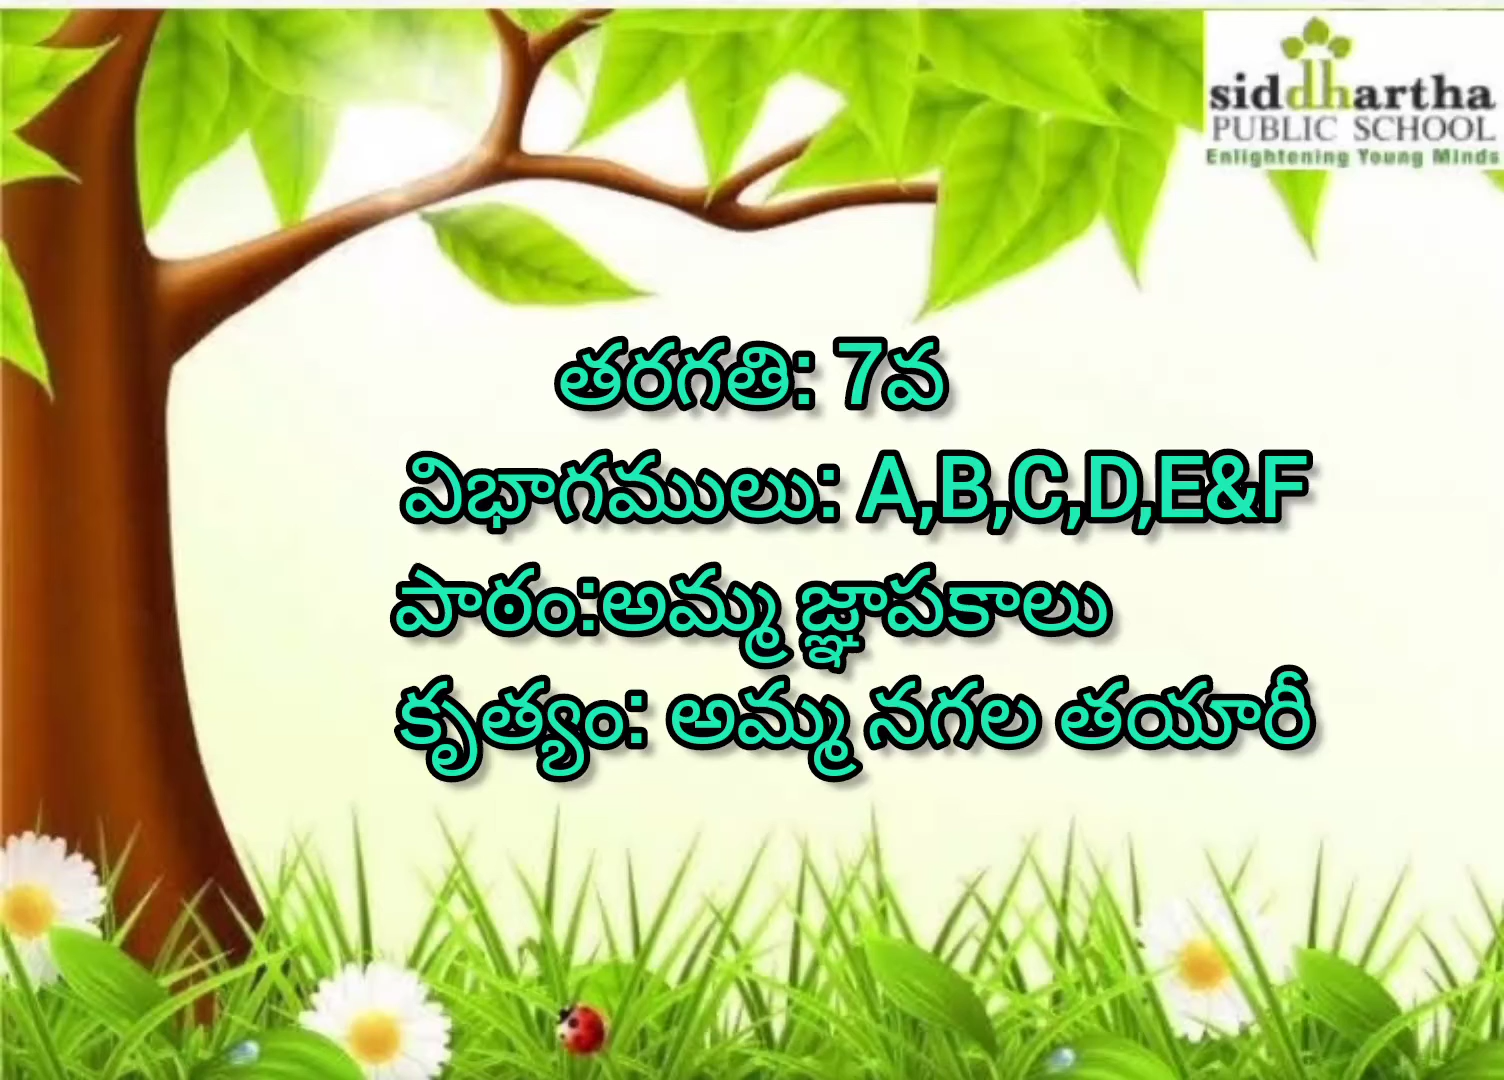 siddhartha
PUBLIC SCHOOL
Enlightening Young Minds
తరగతి: 7వ
విభాగములు: A,B,C,D,E&F
పాఠం:అమ్మ జ్ఞాపకాలు
కృత్యం: అమ్మ నగల తయారీ